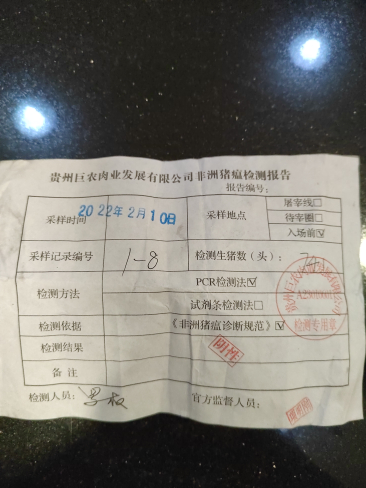 贵州巨农肉业发展有限公司非洲猪瘟检测报告
报告编号：
采样时间 2022年2月10日 采样地点 屠宰线☐
待宰圈☐
入场前☑
采样记录编号 1-8 检测生猪数（头）：
检测方法 PCR检测法☑
试剂条检测法☐
检测依据 《非洲猪瘟诊断规范》☑
检测结果 阴性
备 注
检测专用章
检测人员： 官方监督人员：